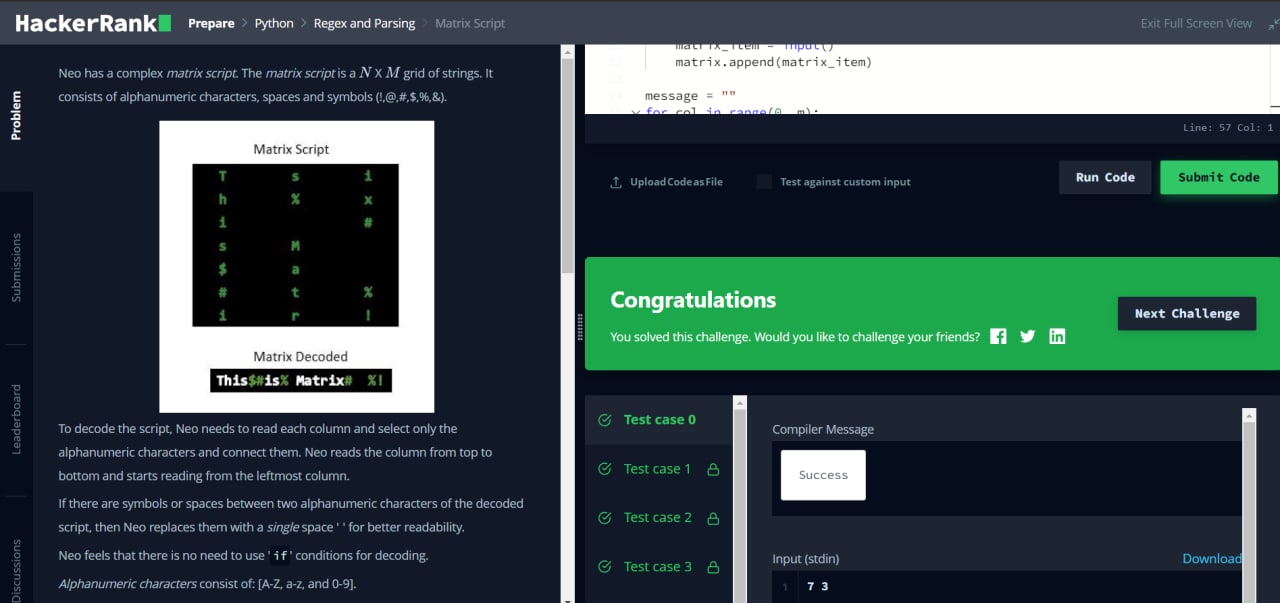 HackerRank Prepare > Python > Regex and Parsing > Matrix Script Exit Full Screen View
Problem
Submissions
Leaderboard
Discussions
Neo has a complex matrix script. The matrix script is a N X M grid of strings. It
consists of alphanumeric characters, spaces and symbols (!,@,#,$,%,&).
Matrix Script
T s i
h % x
i #
s M
$ a
# t %
i r !
Matrix Decoded
This$#is% Matrix#  %!
To decode the script, Neo needs to read each column and select only the
alphanumeric characters and connect them. Neo reads the column from top to
bottom and starts reading from the leftmost column.
If there are symbols or spaces between two alphanumeric characters of the decoded
script, then Neo replaces them with a single space ' ' for better readability.
Neo feels that there is no need to use 'if' conditions for decoding.
Alphanumeric characters consist of: [A-Z, a-z, and 0-9].
matrix_item = input()
22 matrix.append(matrix_item)
23
24 message = ""
for col in range(0, m):
Line: 57 Col: 1
Upload Code as File
Test against custom input
Run Code
Submit Code
Congratulations
You solved this challenge. Would you like to challenge your friends?
Next Challenge
Test case 0
Test case 1
Test case 2
Test case 3
Compiler Message
Success
Input (stdin) Download
1 7 3